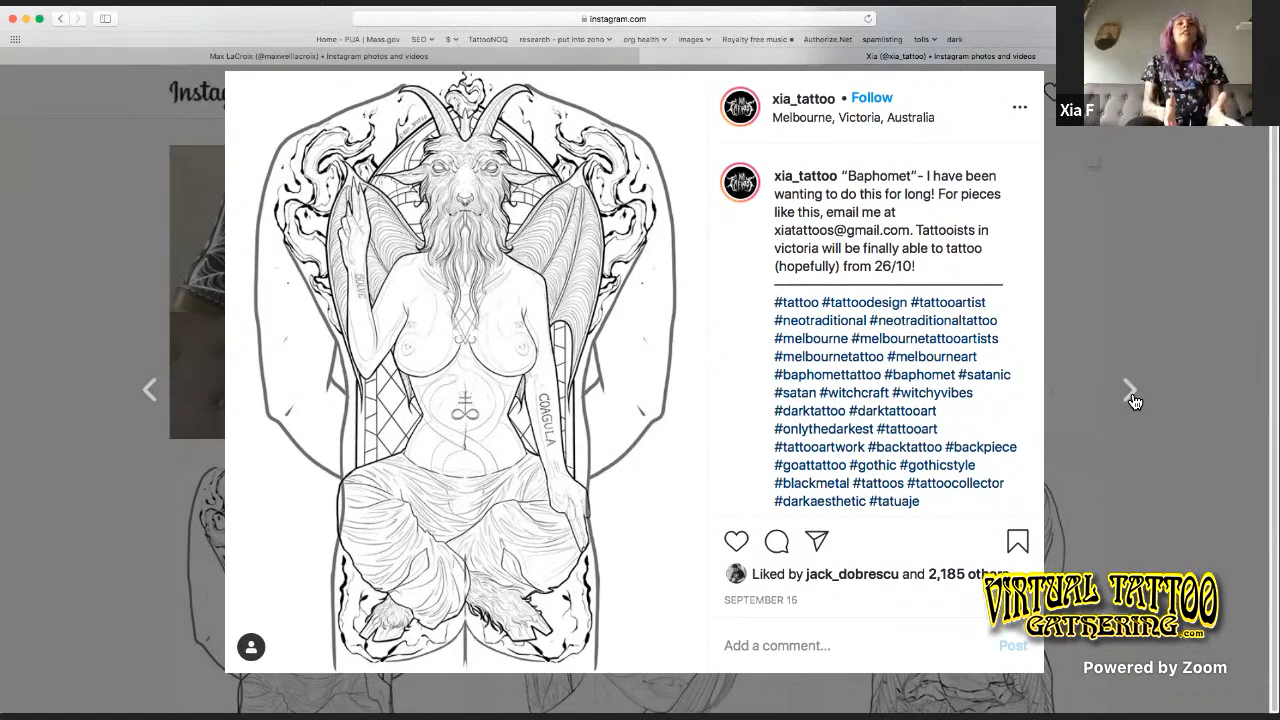 instagram.com
Home - PUA | Mass.gov SEO $ TattooNOQ research - put into zoho org health images Royalty free music Authorize.Net spamlisting tolls dark
Max LaCroix (@maxwelllacroix) • Instagram photos and videos
Xia (@xia_tattoo) • Instagram photos and videos
Insta
Xia F
xia_tattoo • Follow
Melbourne, Victoria, Australia
xia_tattoo “Baphomet”- I have been
wanting to do this for long! For pieces
like this, email me at
xiatattoos@gmail.com. Tattooists in
victoria will be finally able to tattoo
(hopefully) from 26/10!
#tattoo #tattoodesign #tattooartist
#neotraditional #neotraditionaltattoo
#melbourne #melbournetattooartists
#melbournetattoo #melbourneart
#baphomettattoo #baphomet #satanic
#satan #witchcraft #witchyvibes
#darktattoo #darktattooart
#onlythedarkest #tattooart
#tattooartwork #backtattoo #backpiece
#goattattoo #gothic #gothicstyle
#blackmetal #tattoos #tattoocollector
#darkaesthetic #tatuaje
SOLVE
COAGULA
Liked by jack_dobrescu and 2,185 others
SEPTEMBER 15
Add a comment... Post
VIRTUAL TATTOO
GATHERING.com
Powered by Zoom